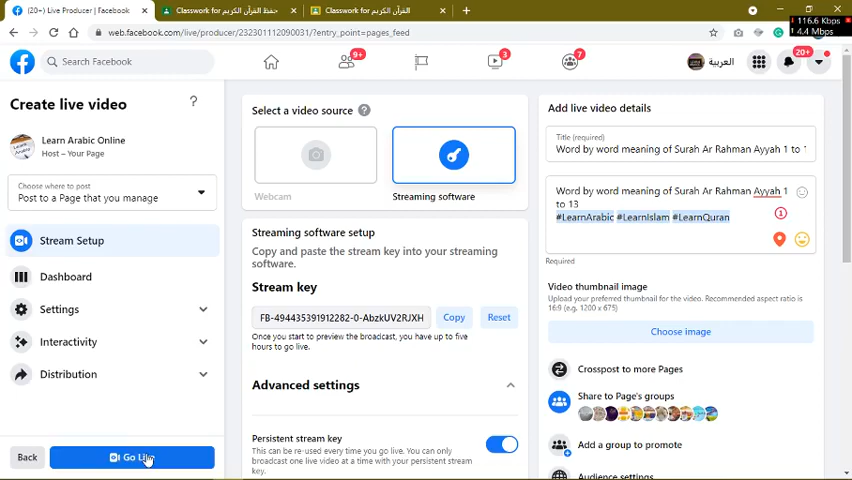 (20+) Live Producer | Facebook
Classwork for حفظ القرآن الكريم
Classwork for القرآن الكريم
116.6 Kbps
4.4 Mbps
web.facebook.com/live/producer/232301112090031/?entry_point=pages_feed
Search Facebook
9+
3
7
العربية
20+
Create live video
?
Learn Arabic Online
Host – Your Page
Choose where to post
Post to a Page that you manage
Stream Setup
Dashboard
Settings
Interactivity
Distribution
Back
Go Live
Select a video source
Webcam
Streaming software
Streaming software setup
Copy and paste the stream key into your streaming
software.
Stream key
FB-494435391912282-0-AbzkUV2RJXH
Copy
Reset
Once you start to preview the broadcast, you have up to five
hours to go live.
Advanced settings
Persistent stream key
This can be re-used every time you go live. You can only
broadcast one live video at a time with your persistent stream
key.
Add live video details
Title (required)
Word by word meaning of Surah Ar Rahman Ayyah 1 to 1
Word by word meaning of Surah Ar Rahman Ayyah 1
to 13
#LearnArabic #LearnIslam #LearnQuran
1
Required
Video thumbnail image
Upload your preferred thumbnail for the video. Recommended aspect ratio is
16:9 (e.g. 1200 x 675)
Choose image
Crosspost to more Pages
Share to Page's groups
Add a group to promote
Audience settings